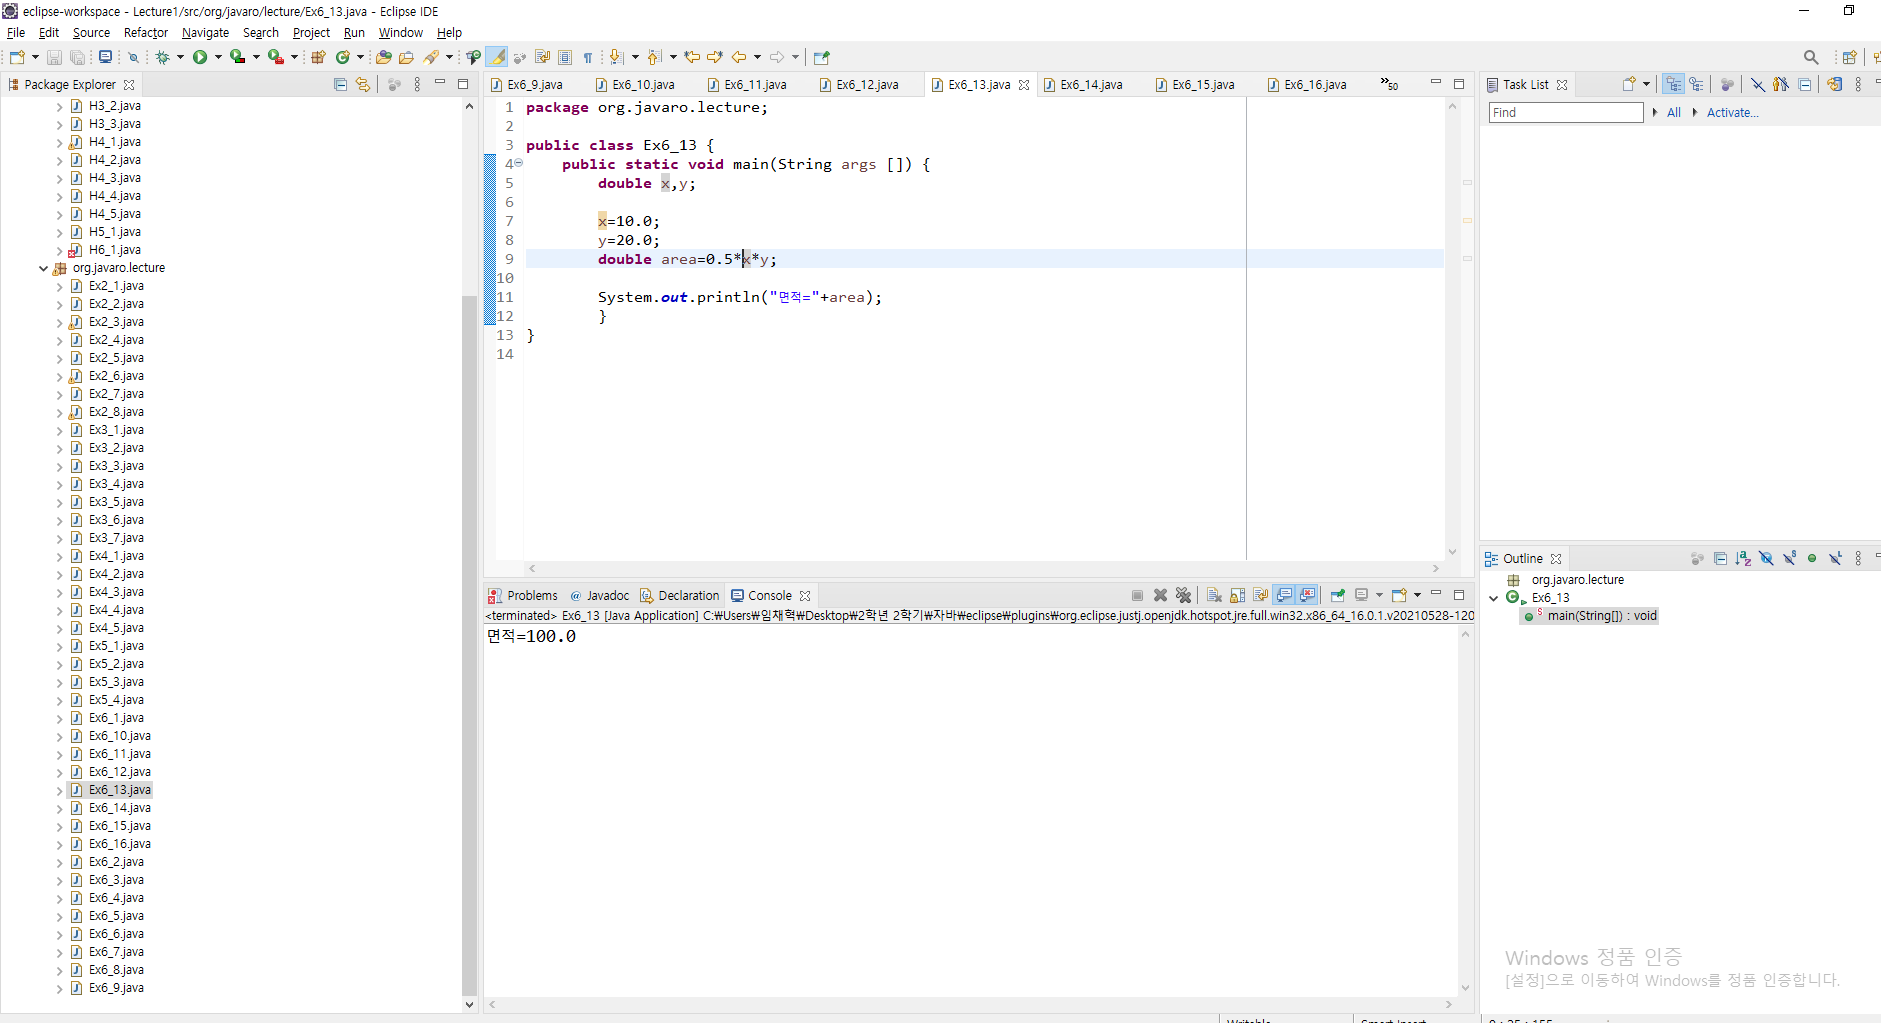 eclipse-workspace - Lecture1/src/org/javaro/lecture/Ex6_13.java - Eclipse IDE
File Edit Source Refactor Navigate Search Project Run Window Help
Package Explorer
H3_2.java
H3_3.java
H4_1.java
H4_2.java
H4_3.java
H4_4.java
H4_5.java
H5_1.java
H6_1.java
org.javaro.lecture
Ex2_1.java
Ex2_2.java
Ex2_3.java
Ex2_4.java
Ex2_5.java
Ex2_6.java
Ex2_7.java
Ex2_8.java
Ex3_1.java
Ex3_2.java
Ex3_3.java
Ex3_4.java
Ex3_5.java
Ex3_6.java
Ex3_7.java
Ex4_1.java
Ex4_2.java
Ex4_3.java
Ex4_4.java
Ex4_5.java
Ex5_1.java
Ex5_2.java
Ex5_3.java
Ex5_4.java
Ex6_1.java
Ex6_10.java
Ex6_11.java
Ex6_12.java
Ex6_13.java
Ex6_14.java
Ex6_15.java
Ex6_16.java
Ex6_2.java
Ex6_3.java
Ex6_4.java
Ex6_5.java
Ex6_6.java
Ex6_7.java
Ex6_8.java
Ex6_9.java
Ex6_9.java Ex6_10.java Ex6_11.java Ex6_12.java Ex6_13.java Ex6_14.java Ex6_15.java Ex6_16.java »50
1 package org.javaro.lecture;
2
3 public class Ex6_13 {
4 public static void main(String args []) {
5 double x,y;
6
7 x=10.0;
8 y=20.0;
9 double area=0.5*x*y;
10
11 System.out.println("면적="+area);
12 }
13 }
14
Problems @ Javadoc Declaration Console
<terminated> Ex6_13 [Java Application] C:₩Users₩임채혁₩Desktop₩2학년 2학기₩자바₩eclipse₩plugins₩org.eclipse.justj.openjdk.hotspot.jre.full.win32.x86_64_16.0.1.v20210528-120
면적=100.0
Task List
Find All Activate...
Outline
org.javaro.lecture
Ex6_13
main(String[]) : void
Windows 정품 인증
[설정]으로 이동하여 Windows를 정품 인증합니다.